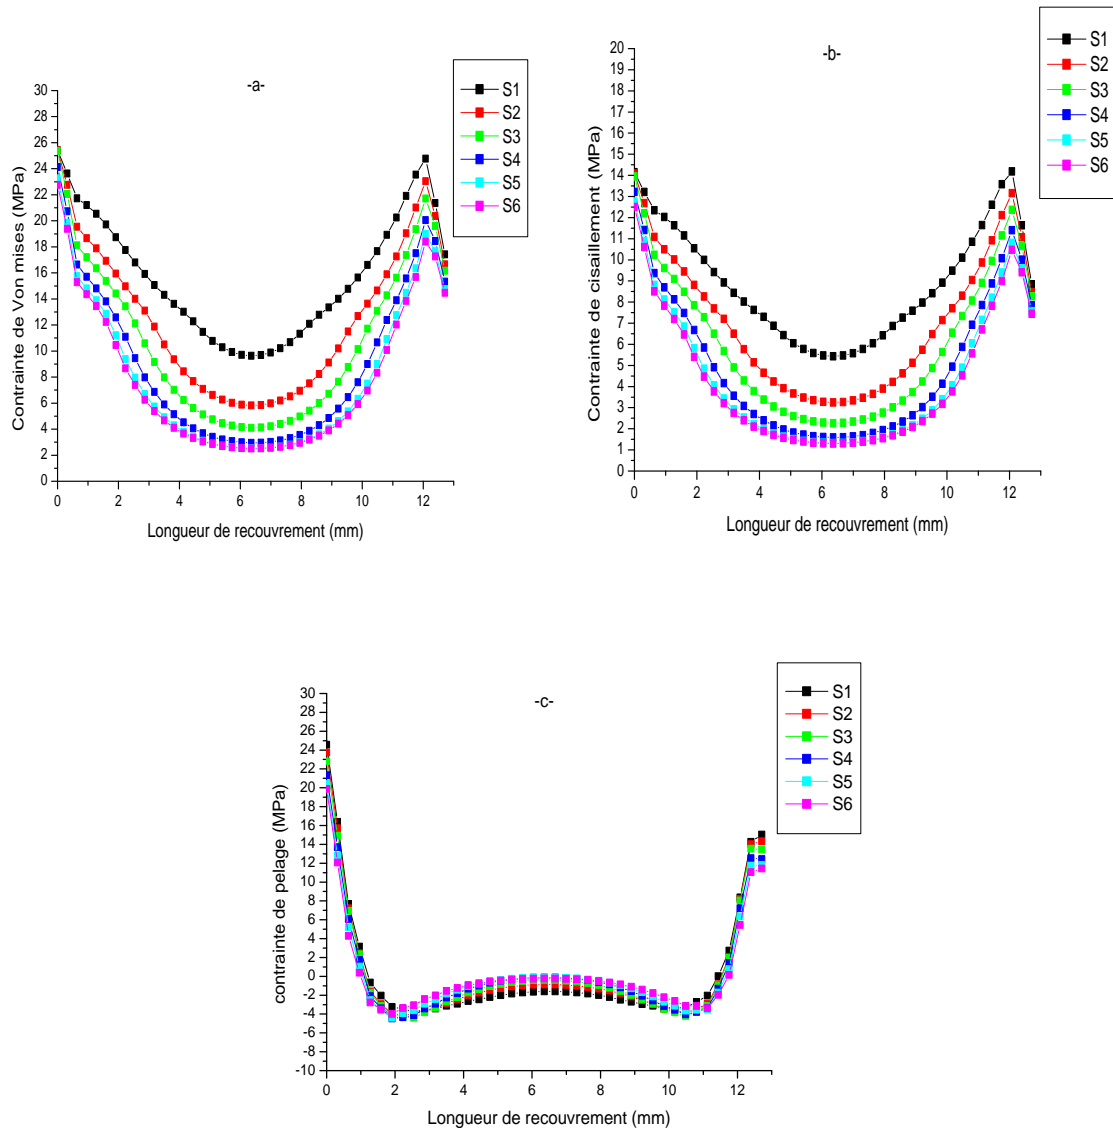 -a-
Contrainte de Von mises (MPa)
30
28
26
24
22
20
18
16
14
12
10
8
6
4
2
0
0 2 4 6 8 10 12
Longueur de recouvrement (mm)
S1
S2
S3
S4
S5
S6
-b-
Contrainte de cisaillement (MPa)
20
19
18
17
16
15
14
13
12
11
10
9
8
7
6
5
4
3
2
1
0
0 2 4 6 8 10 12
Longueur de recouvrement (mm)
S1
S2
S3
S4
S5
S6
-c-
contrainte de pelage (MPa)
30
28
26
24
22
20
18
16
14
12
10
8
6
4
2
0
-2
-4
-6
-8
-10
0 2 4 6 8 10 12
Longueur de recouvrement (mm)
S1
S2
S3
S4
S5
S6